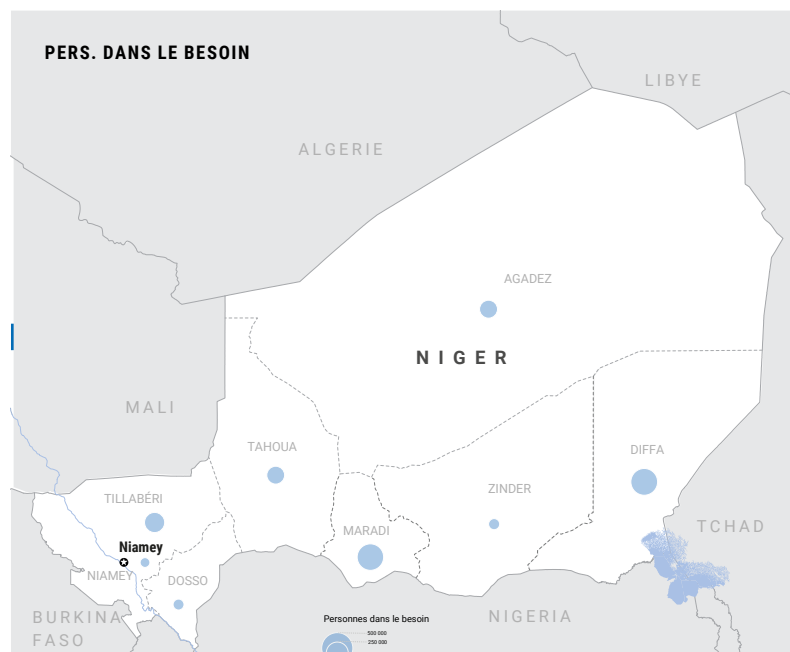 PERS. DANS LE BESOIN
LIBYE
ALGERIE
AGADEZ
NIGER
MALI
TAHOUA
DIFFA
ZINDER
TILLABÉRI
TCHAD
MARADI
Niamey
NIAMEY
DOSSO
BURKINA
FASO
NIGERIA
Personnes dans le besoin
500 000
250 000